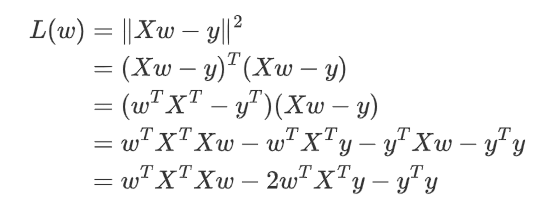 L(w) = ‖Xw − y‖²
= (Xw − y)ᵀ(Xw − y)
= (wᵀXᵀ − yᵀ)(Xw − y)
= wᵀXᵀXw − wᵀXᵀy − yᵀXw − yᵀy
= wᵀXᵀXw − 2wᵀXᵀy − yᵀy